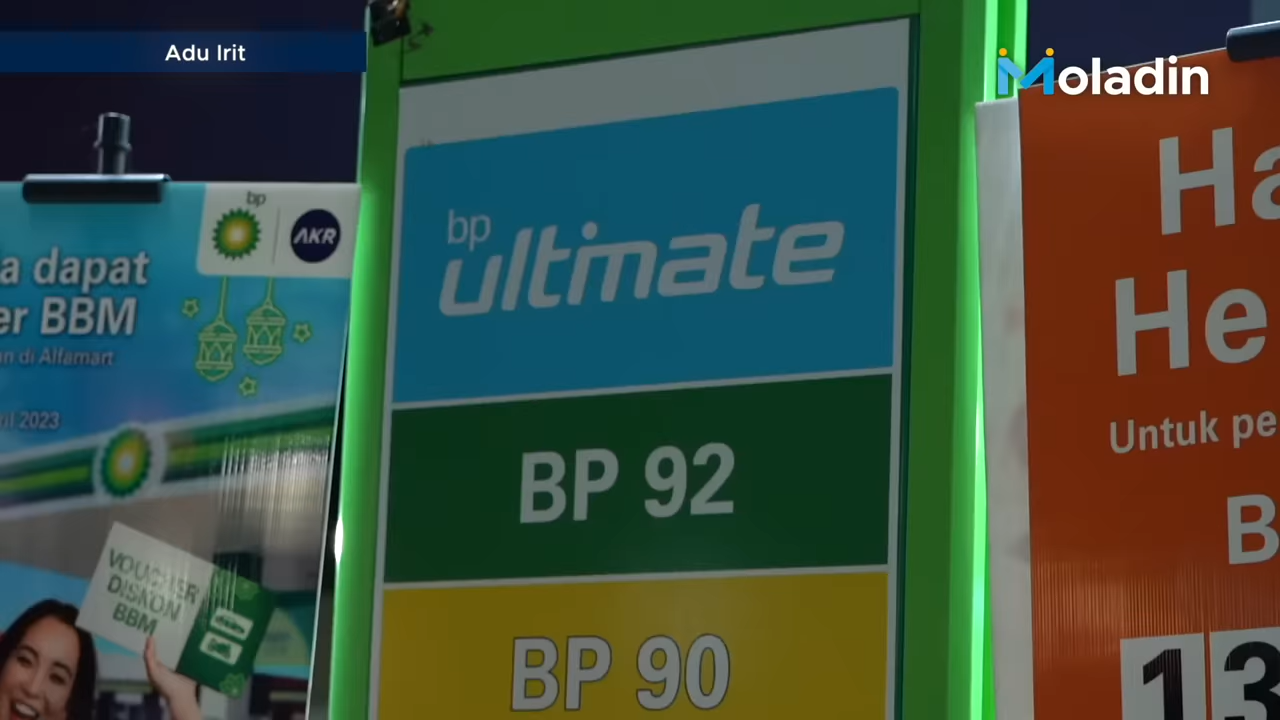 Adu Irit
Moladin
bp
AKR
a dapat
er BBM
an di Alfamart
ril 2023
VOUCHER
DISKON
BBM
bp
ultimate
BP 92
BP 90
Ha
He
Untuk pe
B
13